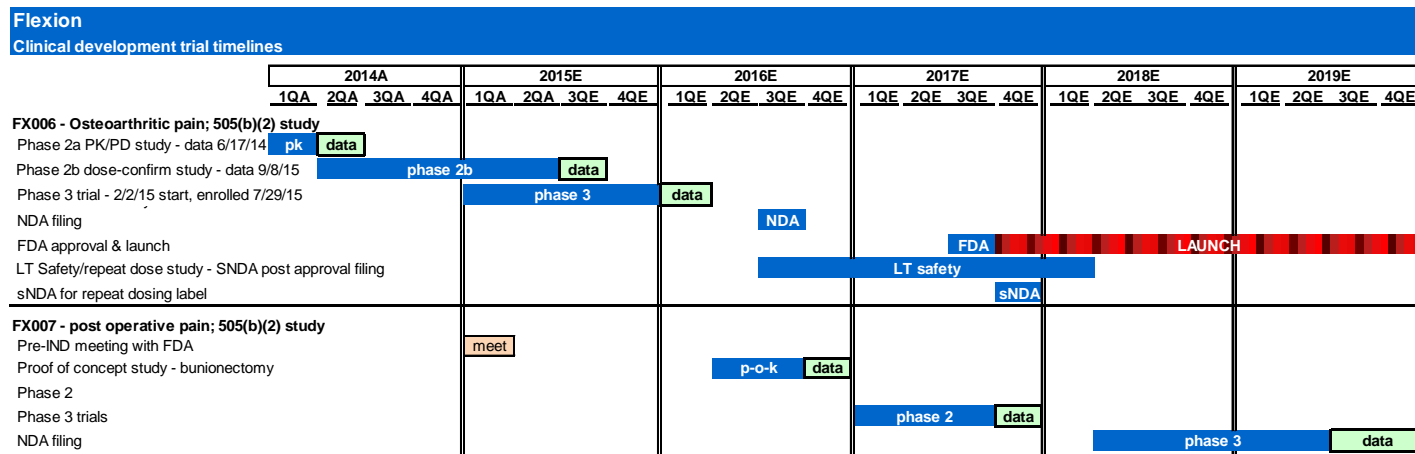 Flexion
Clinical development trial timelines
2014A 2015E 2016E 2017E 2018E 2019E
1QA 2QA 3QA 4QA 1QA 2QA 3QE 4QE 1QE 2QE 3QE 4QE 1QE 2QE 3QE 4QE 1QE 2QE 3QE 4QE 1QE 2QE 3QE 4QE
FX006 - Osteoarthritic pain; 505(b)(2) study
Phase 2a PK/PD study - data 6/17/14 pk data
Phase 2b dose-confirm study - data 9/8/15 phase 2b data
Phase 3 trial - 2/2/15 start, enrolled 7/29/15 phase 3 data
NDA filing NDA
FDA approval & launch FDA LAUNCH
LT Safety/repeat dose study - SNDA post approval filing LT safety
sNDA for repeat dosing label sNDA
FX007 - post operative pain; 505(b)(2) study
Pre-IND meeting with FDA meet
Proof of concept study - bunionectomy p-o-k data
Phase 2
Phase 3 trials phase 2 data
NDA filing phase 3 data